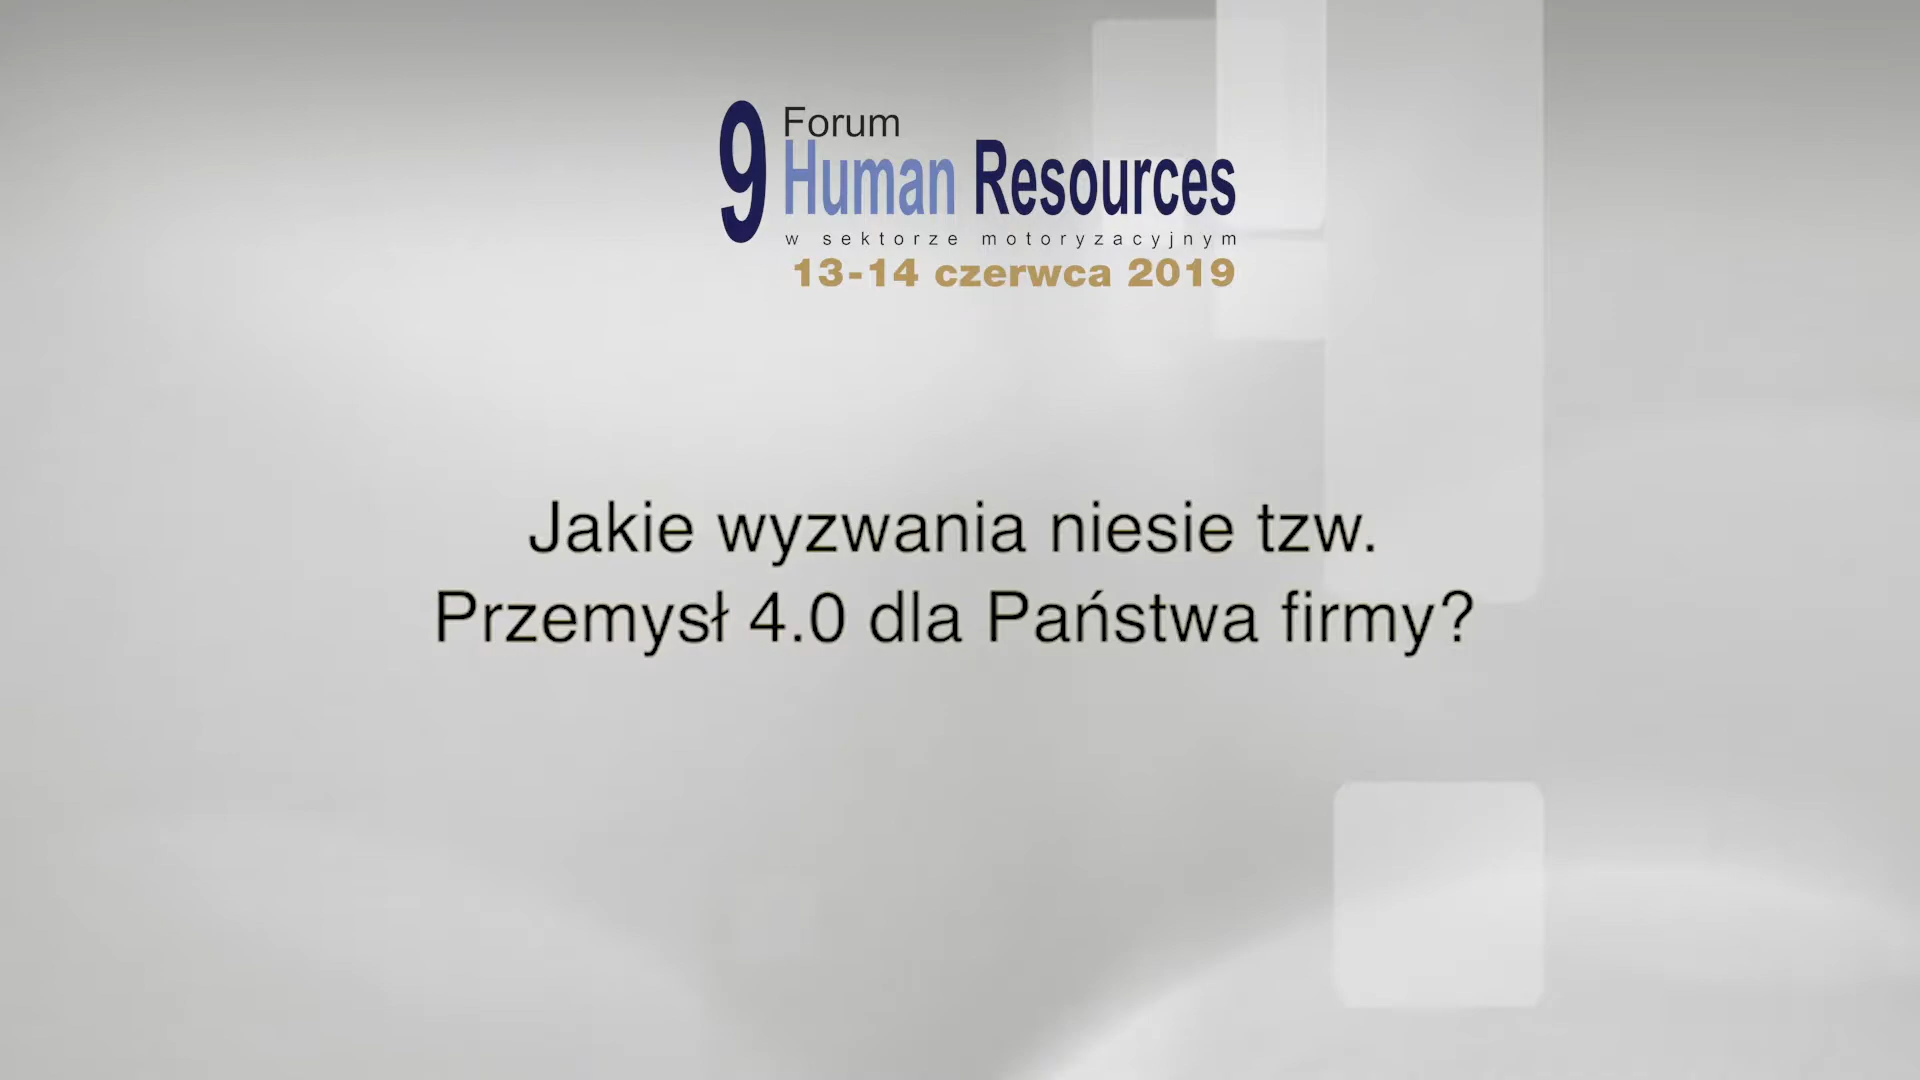 9 Forum
Human Resources
w sektorze motoryzacyjnym
13-14 czerwca 2019
Jakie wyzwania niesie tzw.
Przemysł 4.0 dla Państwa firmy?